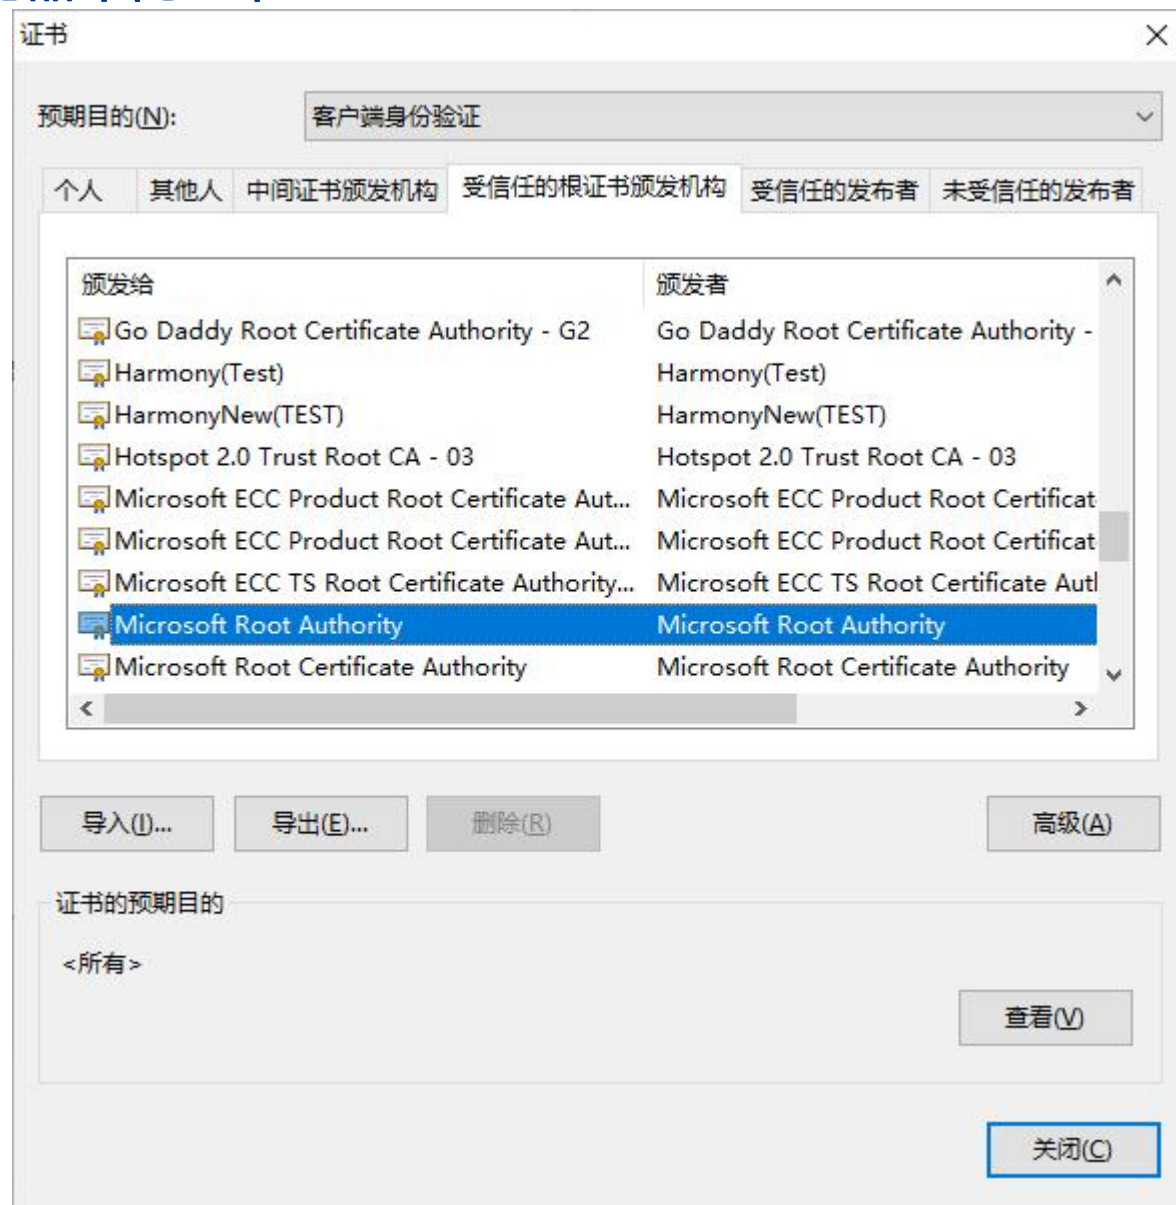 证书
预期目的(N): 客户端身份验证
个人 其他人 中间证书颁发机构 受信任的根证书颁发机构 受信任的发布者 未受信任的发布者
颁发给 颁发者
Go Daddy Root Certificate Authority - G2 Go Daddy Root Certificate Authority -
Harmony(Test) Harmony(Test)
HarmonyNew(TEST) HarmonyNew(TEST)
Hotspot 2.0 Trust Root CA - 03 Hotspot 2.0 Trust Root CA - 03
Microsoft ECC Product Root Certificate Aut... Microsoft ECC Product Root Certificat
Microsoft ECC Product Root Certificate Aut... Microsoft ECC Product Root Certificat
Microsoft ECC TS Root Certificate Authority... Microsoft ECC TS Root Certificate Aut
Microsoft Root Authority Microsoft Root Authority
Microsoft Root Certificate Authority Microsoft Root Certificate Authority
导入(I)... 导出(E)... 删除(R) 高级(A)
证书的预期目的
<所有>
查看(V)
关闭(C)